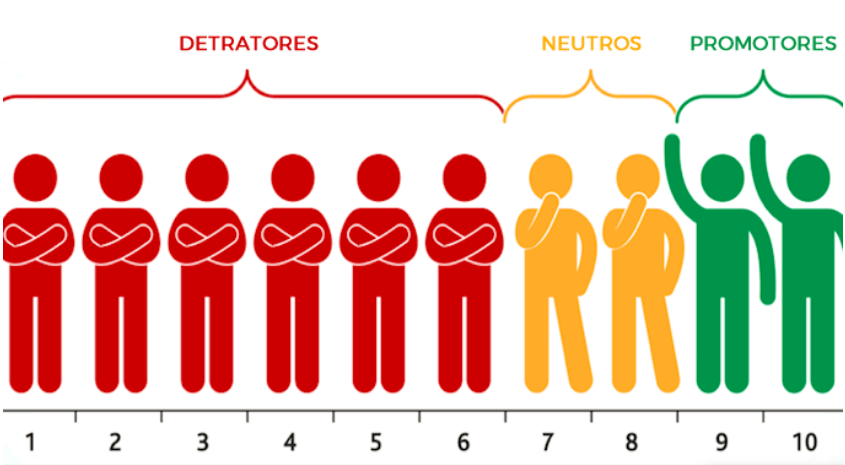 DETRATORES NEUTROS PROMOTORES
1 2 3 4 5 6 7 8 9 10